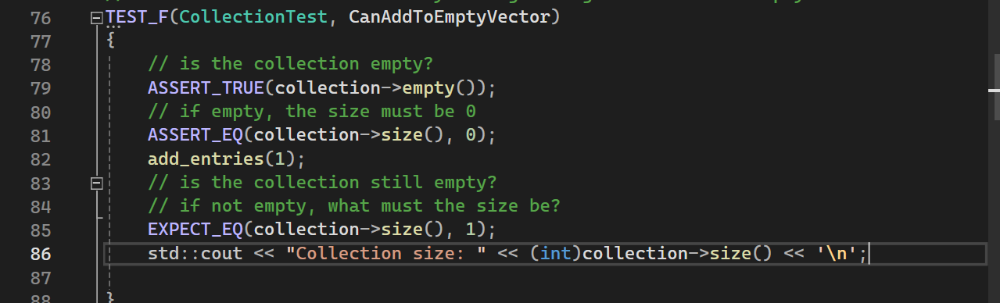 76 TEST_F(CollectionTest, CanAddToEmptyVector)
77 {
78 // is the collection empty?
79 ASSERT_TRUE(collection->empty());
80 // if empty, the size must be 0
81 ASSERT_EQ(collection->size(), 0);
82 add_entries(1);
83 // is the collection still empty?
84 // if not empty, what must the size be?
85 EXPECT_EQ(collection->size(), 1);
86 std::cout << "Collection size: " << (int)collection->size() << '\n';
87
88 }